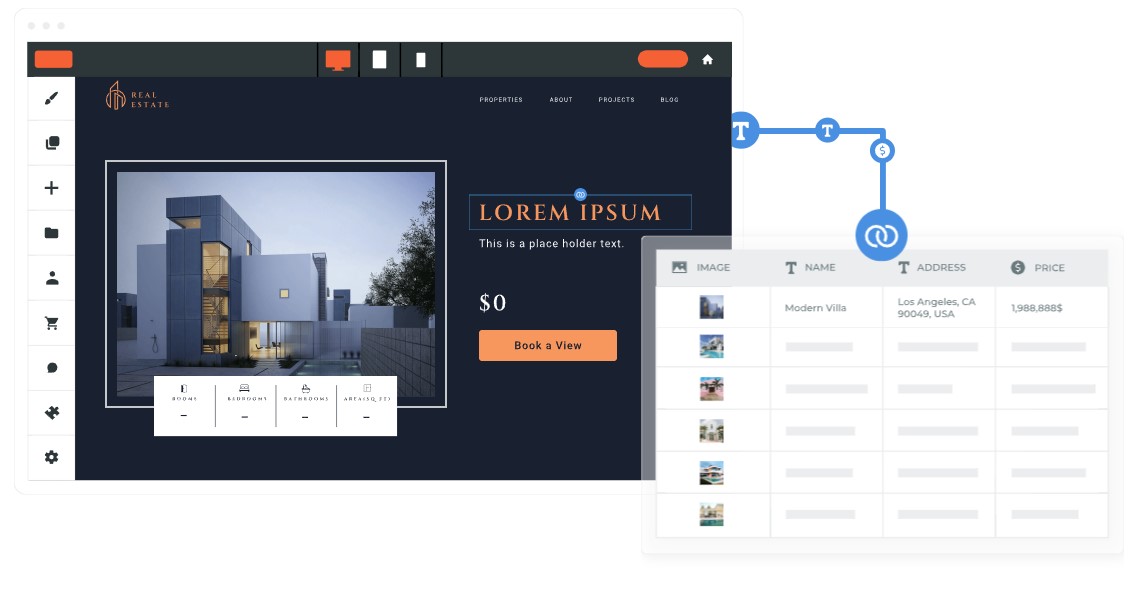 REAL
ESTATE
PROPERTIES ABOUT PROJECTS BLOG
T T
$
LOREM IPSUM
This is a place holder text.
$0
Book a View
ROOMS BEDROOMS BATHROOMS AREA(SQ FT)
– – – –
IMAGE T NAME T ADDRESS $ PRICE
Modern Villa
Los Angeles, CA
90049, USA
1,988,888$